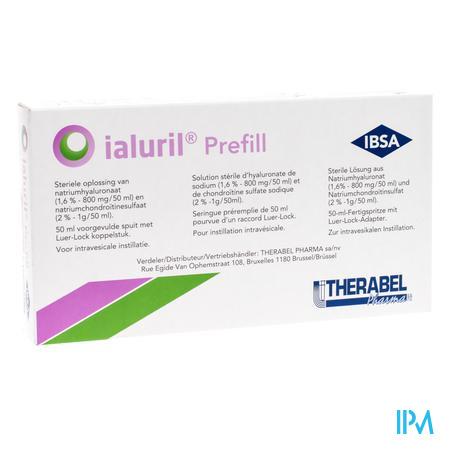 ialuril® Prefill
IBSA
Steriele oplossing van
natriumhyaluronaat
(1,6% - 800 mg/50 ml) en
natriumchondroitinesulfaat
(2 % -1g/50 ml).
50 ml voorgevulde spuit met
Luer-Lock koppelstuk.
Voor intravesicale instillatie.
Solution stérile d'hyaluronate de
sodium (1,6 % - 800 mg/50 ml)
et de chondroïtine sulfate sodique
(2 % -1g/50ml).
Seringue préremplie de 50 ml
pourvue d'un raccord Luer-Lock.
Pour instillation intravésicale.
Sterile Lösung aus
Natriumhyaluronat
(1,6%- 800 mg/50 ml) und
Natriumchondroitinsulfat
(2 % - 1g/50 ml).
50-ml-Fertigspritze mit
Luer-Lock-Adapter.
Zur intravesikalen Instillation.
Verdeler/Distributeur/Vertriebshändler: THERABEL PHARMA sa/nv
Rue Egide Van Ophemstraat 108, Bruxelles 1180 Brussel/Brüssel
THERABEL
Pharma
ialuril
IPM